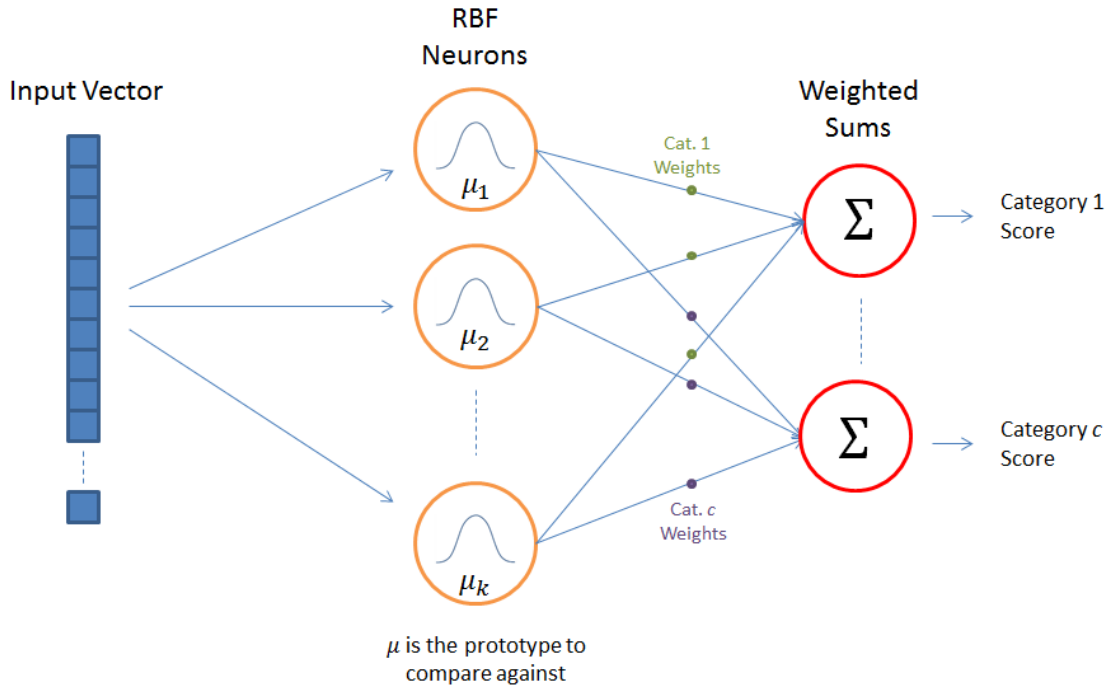 RBF
Neurons
Input Vector
Weighted
Sums
Cat. 1
Weights
μ₁
Σ
Category 1
Score
μ₂
Σ
Category c
Score
Cat. c
Weights
μₖ
μ is the prototype to
compare against